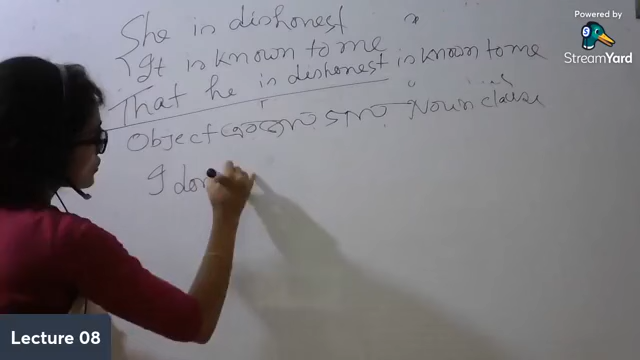 She is dishonest
It is known to me
That he is dishonest is known to me
Object Noun clause
I don
Powered by
StreamYard
Lecture 08